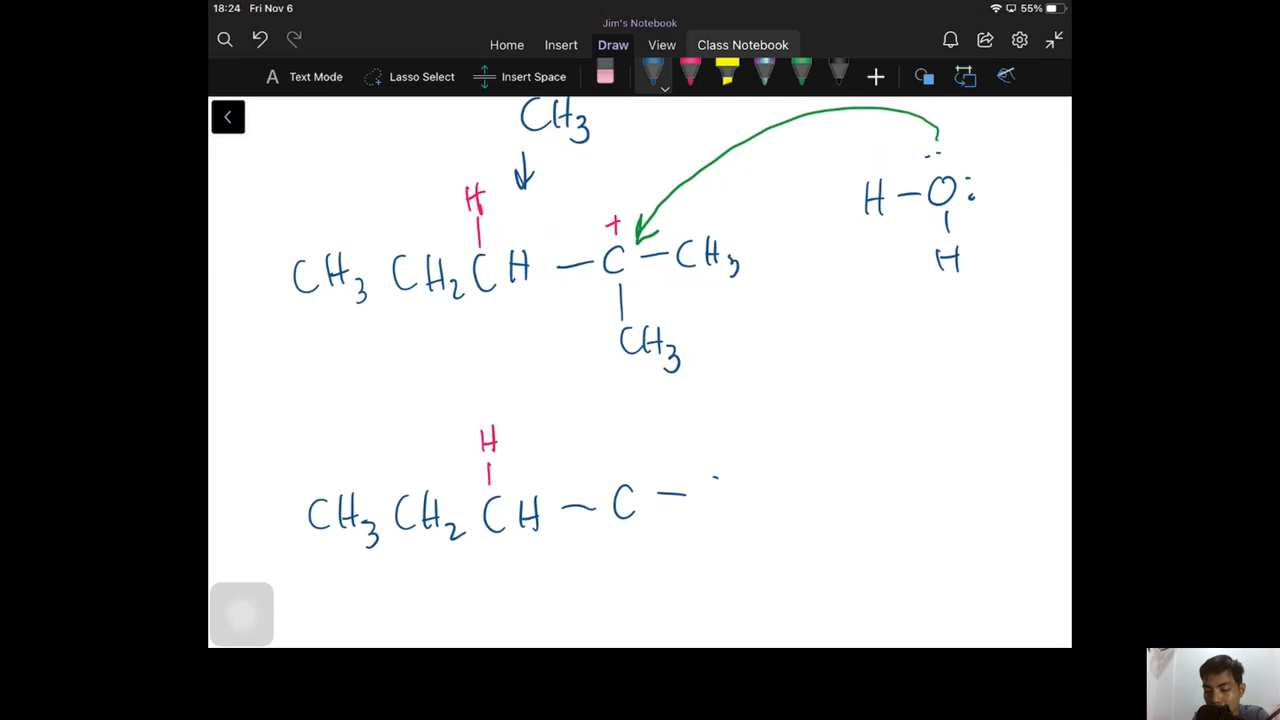 18:24 Fri Nov 6 55%
Jim's Notebook
Home Insert Draw View Class Notebook
A Text Mode Lasso Select Insert Space
CH3
H
H – O
H
+
CH3 CH2 CH – C – CH3
CH3
H
CH3 CH2 CH – C –